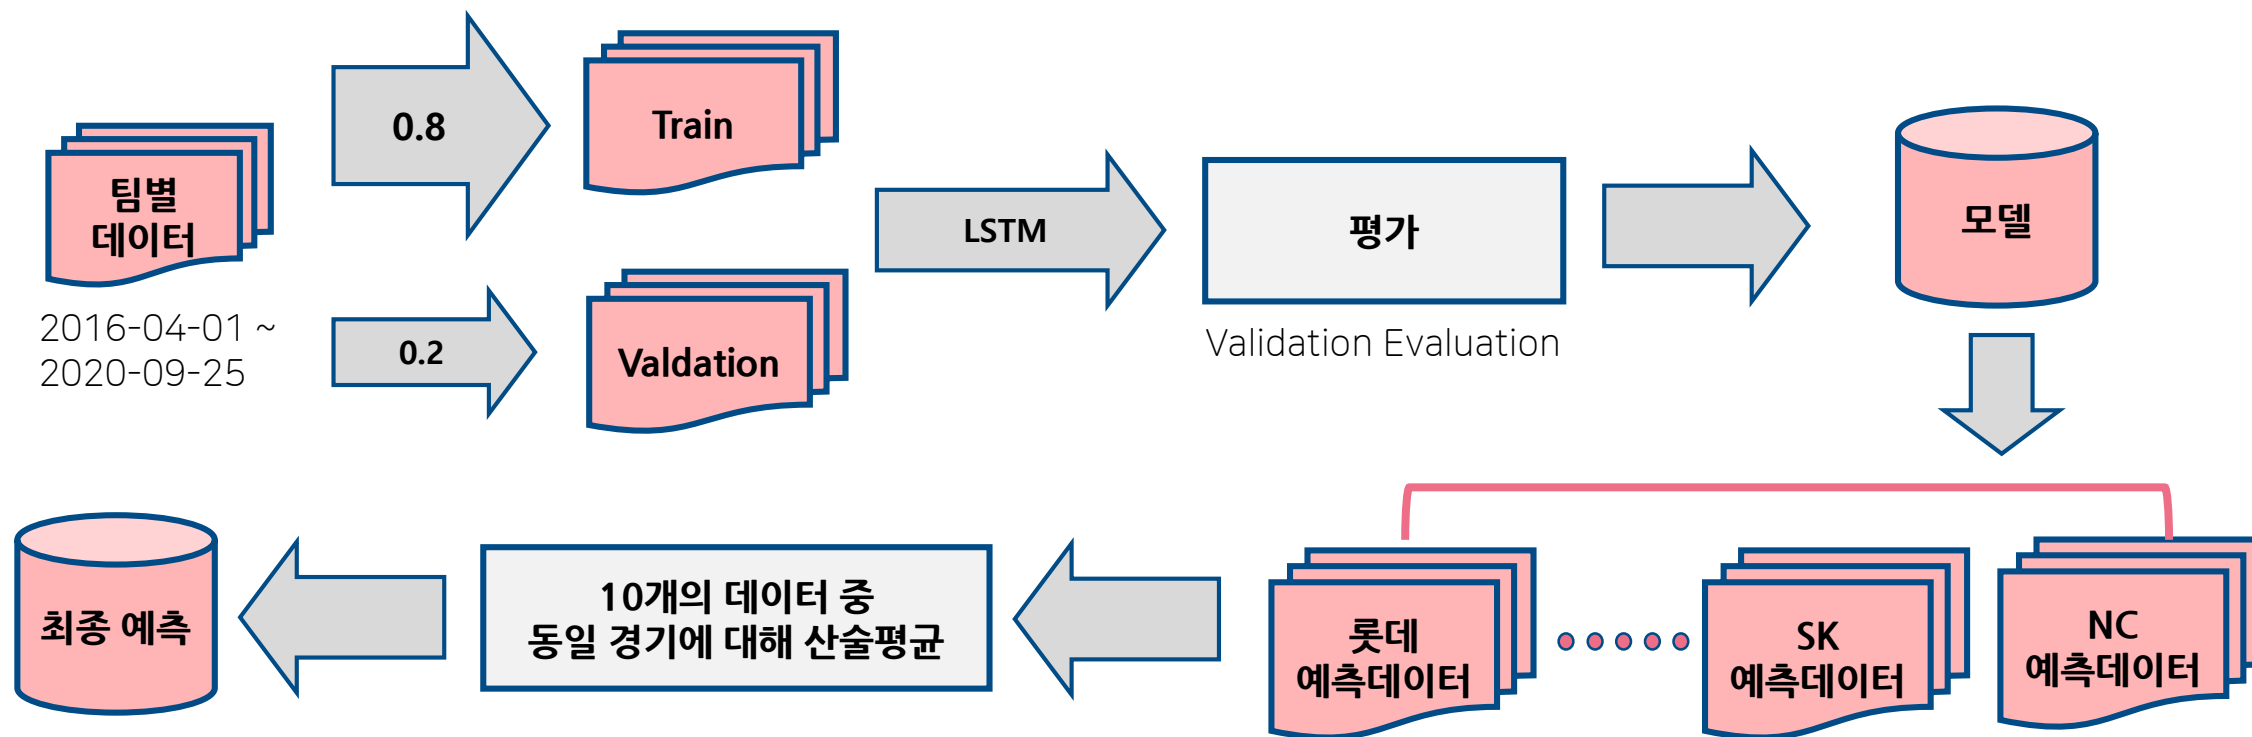 팀별
데이터
2016-04-01 ~
2020-09-25
0.8
0.2
Train
Valdation
LSTM
평가
Validation Evaluation
모델
롯데
예측데이터
SK
예측데이터
NC
예측데이터
10개의 데이터 중
동일 경기에 대해 산술평균
최종 예측